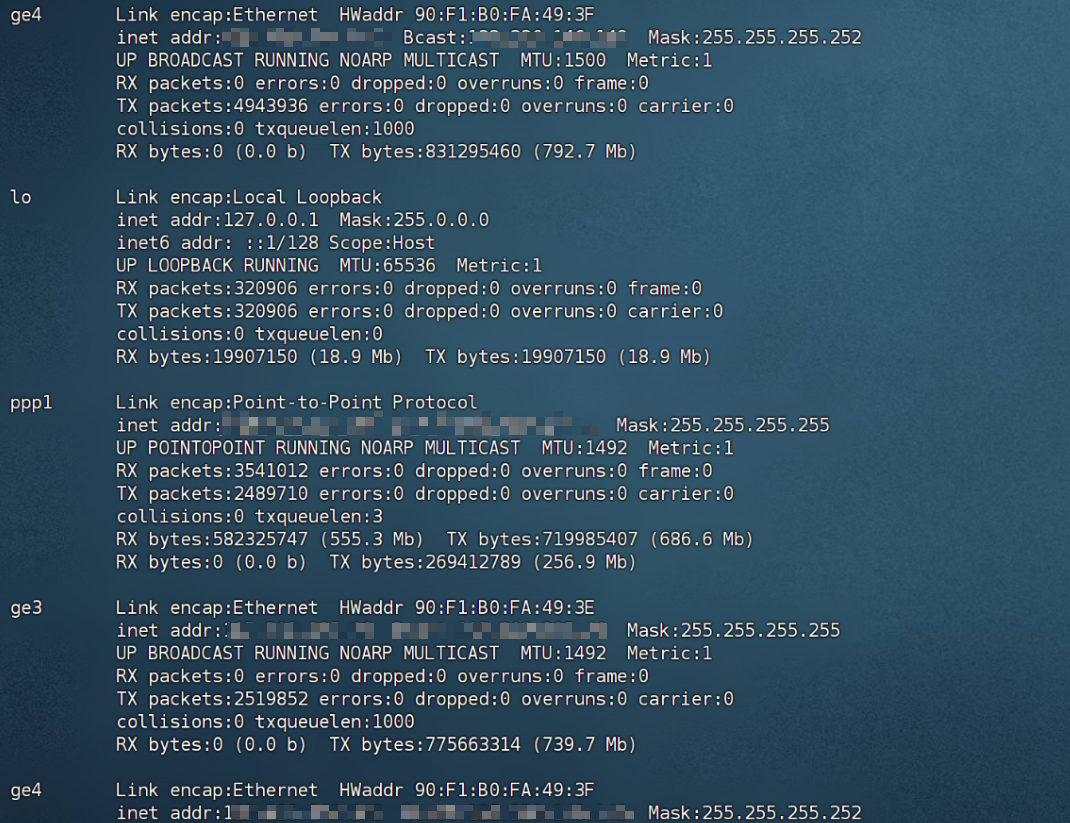 ge4 Link encap:Ethernet HWaddr 90:F1:B0:FA:49:3F
inet addr: Bcast: Mask:255.255.255.252
UP BROADCAST RUNNING NOARP MULTICAST MTU:1500 Metric:1
RX packets:0 errors:0 dropped:0 overruns:0 frame:0
TX packets:4943936 errors:0 dropped:0 overruns:0 carrier:0
collisions:0 txqueuelen:1000
RX bytes:0 (0.0 b) TX bytes:831295460 (792.7 Mb)
lo Link encap:Local Loopback
inet addr:127.0.0.1 Mask:255.0.0.0
inet6 addr: ::1/128 Scope:Host
UP LOOPBACK RUNNING MTU:65536 Metric:1
RX packets:320906 errors:0 dropped:0 overruns:0 frame:0
TX packets:320906 errors:0 dropped:0 overruns:0 carrier:0
collisions:0 txqueuelen:0
RX bytes:19907150 (18.9 Mb) TX bytes:19907150 (18.9 Mb)
ppp1 Link encap:Point-to-Point Protocol
inet addr: Mask:255.255.255.255
UP POINTOPOINT RUNNING NOARP MULTICAST MTU:1492 Metric:1
RX packets:3541012 errors:0 dropped:0 overruns:0 frame:0
TX packets:2489710 errors:0 dropped:0 overruns:0 carrier:0
collisions:0 txqueuelen:3
RX bytes:582325747 (555.3 Mb) TX bytes:719985407 (686.6 Mb)
RX bytes:0 (0.0 b) TX bytes:269412789 (256.9 Mb)
ge3 Link encap:Ethernet HWaddr 90:F1:B0:FA:49:3E
inet addr: Mask:255.255.255.255
UP BROADCAST RUNNING NOARP MULTICAST MTU:1492 Metric:1
RX packets:0 errors:0 dropped:0 overruns:0 frame:0
TX packets:2519852 errors:0 dropped:0 overruns:0 carrier:0
collisions:0 txqueuelen:1000
RX bytes:0 (0.0 b) TX bytes:775663314 (739.7 Mb)
ge4 Link encap:Ethernet HWaddr 90:F1:B0:FA:49:3F
inet addr: Mask:255.255.255.252